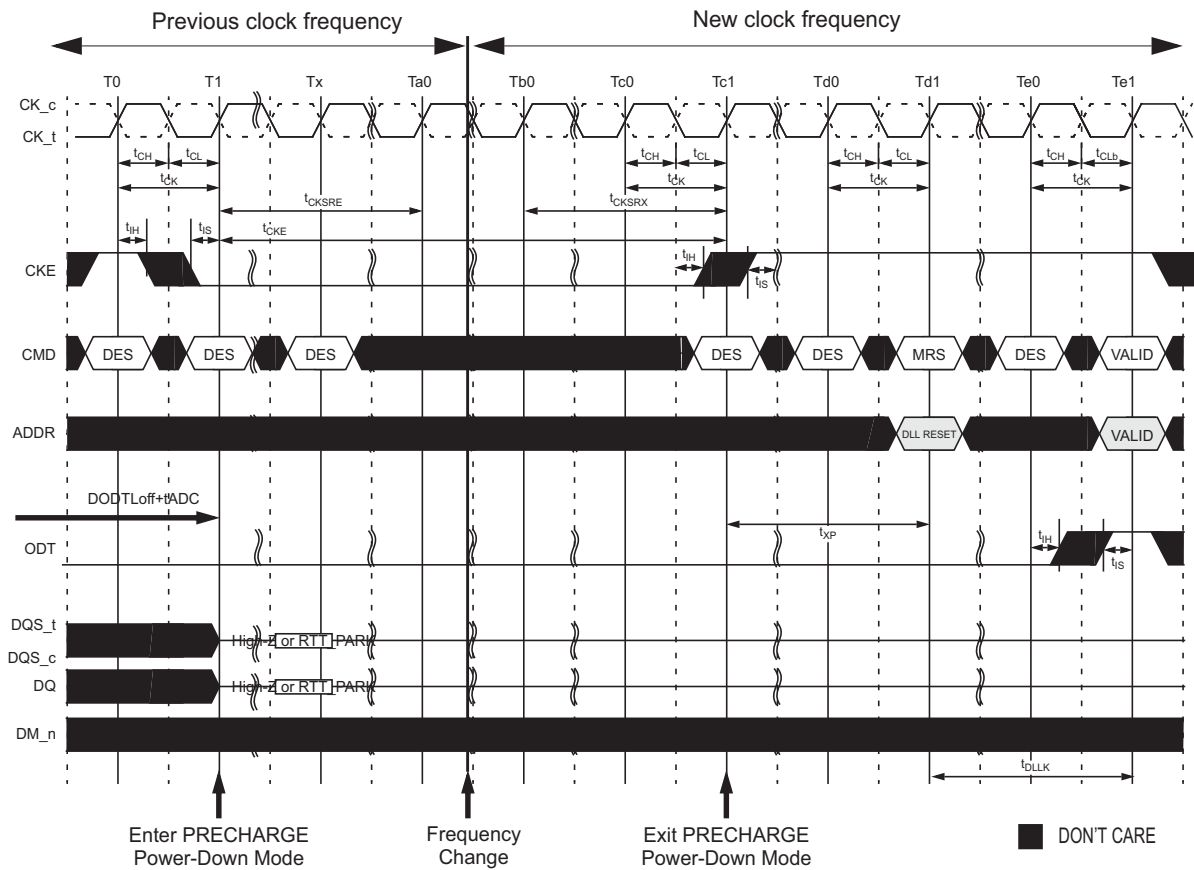 Previous clock frequency
New clock frequency
T0 T1 Tx Ta0 Tb0 Tc0 Tc1 Td0 Td1 Te0 Te1
CK_c
CK_t
tCH tCL tCH tCL tCH tCL tCH tCLb
tCK tCK tCK tCK
tCKSRE tCKSRX
tIH tIS tCKE
CKE
tIH
tIS
CMD DES DES DES DES DES MRS DES VALID
ADDR DLL RESET VALID
DODTLoff+tADC
tXP
ODT
tIH
tIS
DQS_t
High-Z or RTT_PARK
DQS_c
DQ High-Z or RTT_PARK
DM_n
tDLLK
Enter PRECHARGE
Power-Down Mode
Frequency
Change
Exit PRECHARGE
Power-Down Mode
DON'T CARE